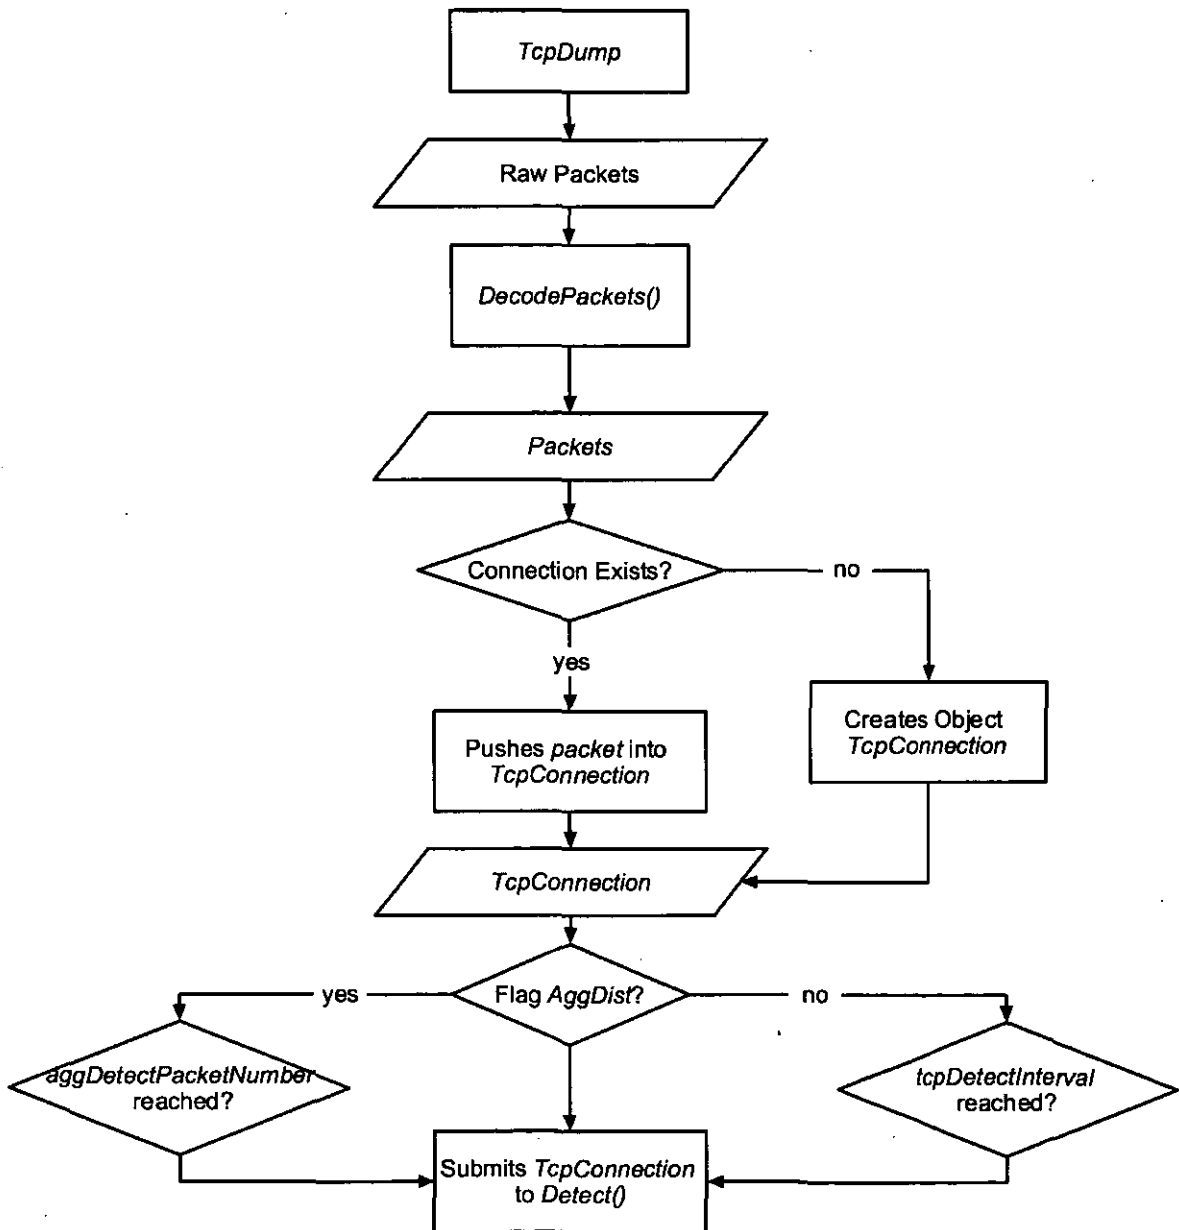 TcpDump
Raw Packets
DecodePackets()
Packets
Connection Exists?
no
yes
Creates Object
TcpConnection
Pushes packet into
TcpConnection
TcpConnection
yes
Flag AggDist?
no
aggDetectPacketNumber
reached?
tcpDetectInterval
reached?
Submits TcpConnection
to Detect()